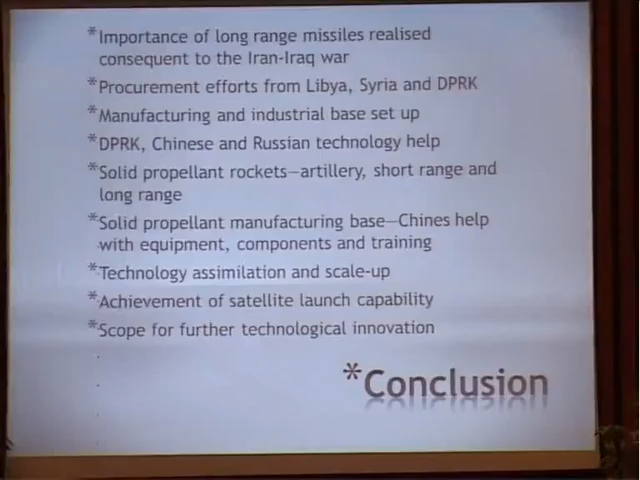 *Importance of long range missiles realised
consequent to the Iran-Iraq war
*Procurement efforts from Libya, Syria and DPRK
*Manufacturing and industrial base set up
*DPRK, Chinese and Russian technology help
*Solid propellant rockets—artillery, short range and
long range
*Solid propellant manufacturing base—Chines help
with equipment, components and training
*Technology assimilation and scale-up
*Achievement of satellite launch capability
*Scope for further technological innovation
*Conclusion